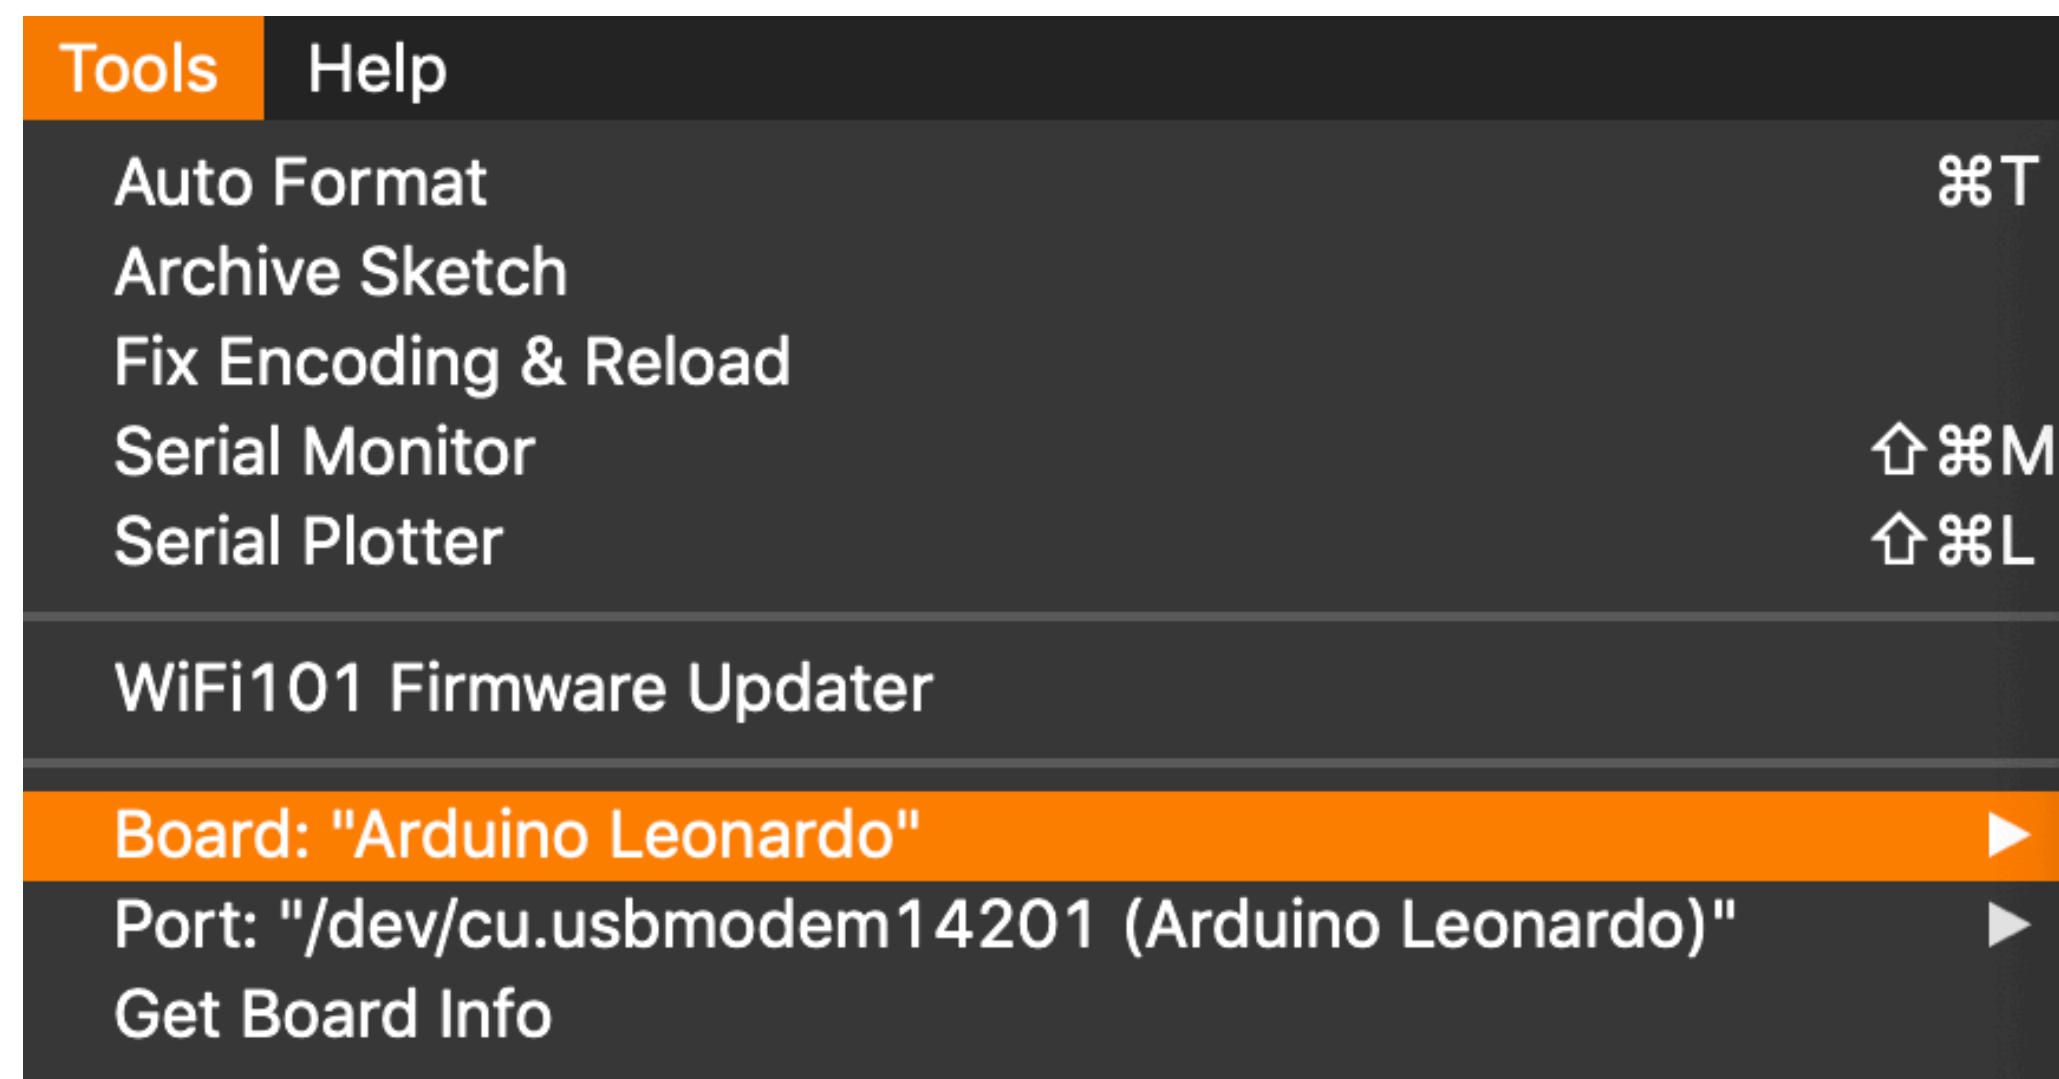 Tools Help
Auto Format ⌘T
Archive Sketch
Fix Encoding & Reload
Serial Monitor ⇧⌘M
Serial Plotter ⇧⌘L
WiFi101 Firmware Updater
Board: "Arduino Leonardo" ▶
Port: "/dev/cu.usbmodem14201 (Arduino Leonardo)" ▶
Get Board Info